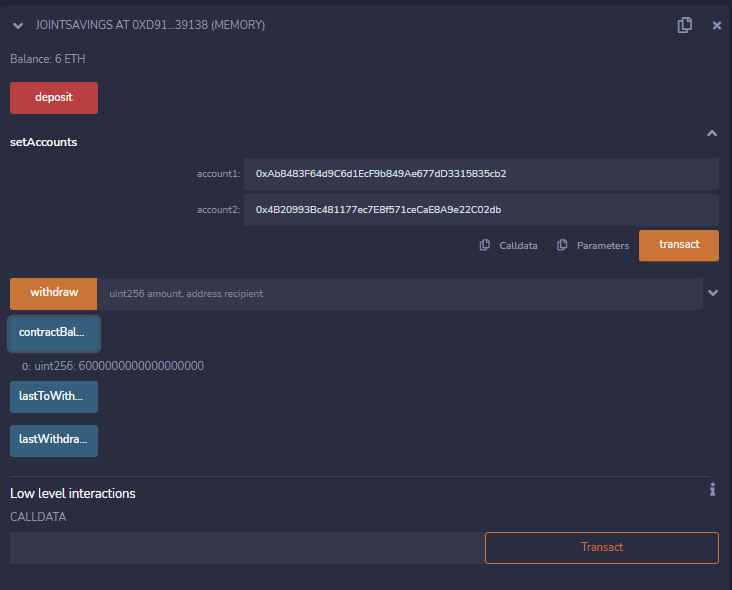 JOINTSAVINGS AT 0XD91...39138 (MEMORY)
Balance: 6 ETH
deposit
setAccounts
account1: 0xAb8483F64d9C6d1EcF9b849Ae677dD3315835cb2
account2: 0x4B20993Bc481177ec7E8f571ceCaE8A9e22C02db
Calldata Parameters transact
withdraw uint256 amount, address recipient
contractBal...
0: uint256: 6000000000000000000
lastToWith...
lastWithdra...
Low level interactions
CALLDATA
Transact